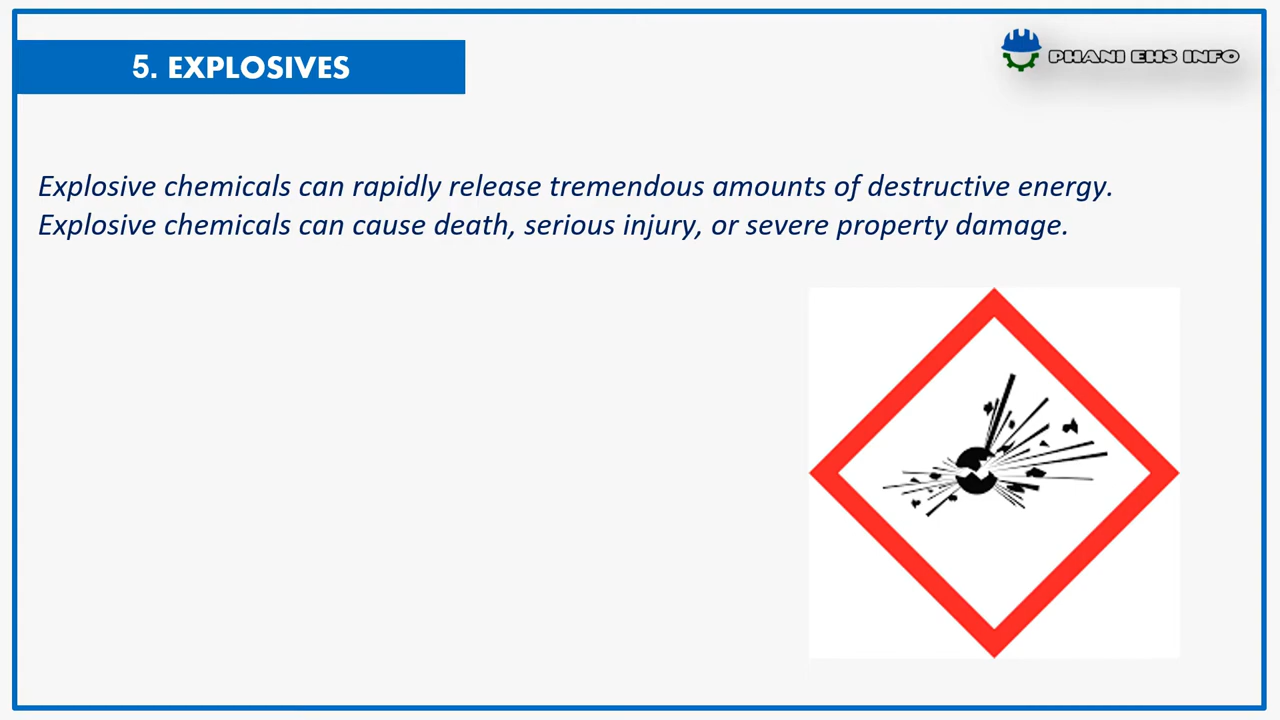 5. EXPLOSIVES
PHANI EHS INFO
Explosive chemicals can rapidly release tremendous amounts of destructive energy.
Explosive chemicals can cause death, serious injury, or severe property damage.